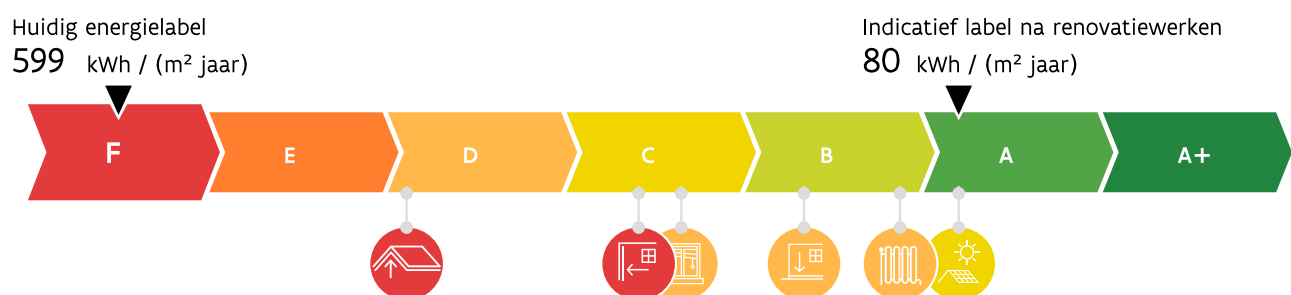 Huidig energielabel
599 kWh / (m² jaar)
Indicatief label na renovatiewerken
80 kWh / (m² jaar)
F E D C B A A+